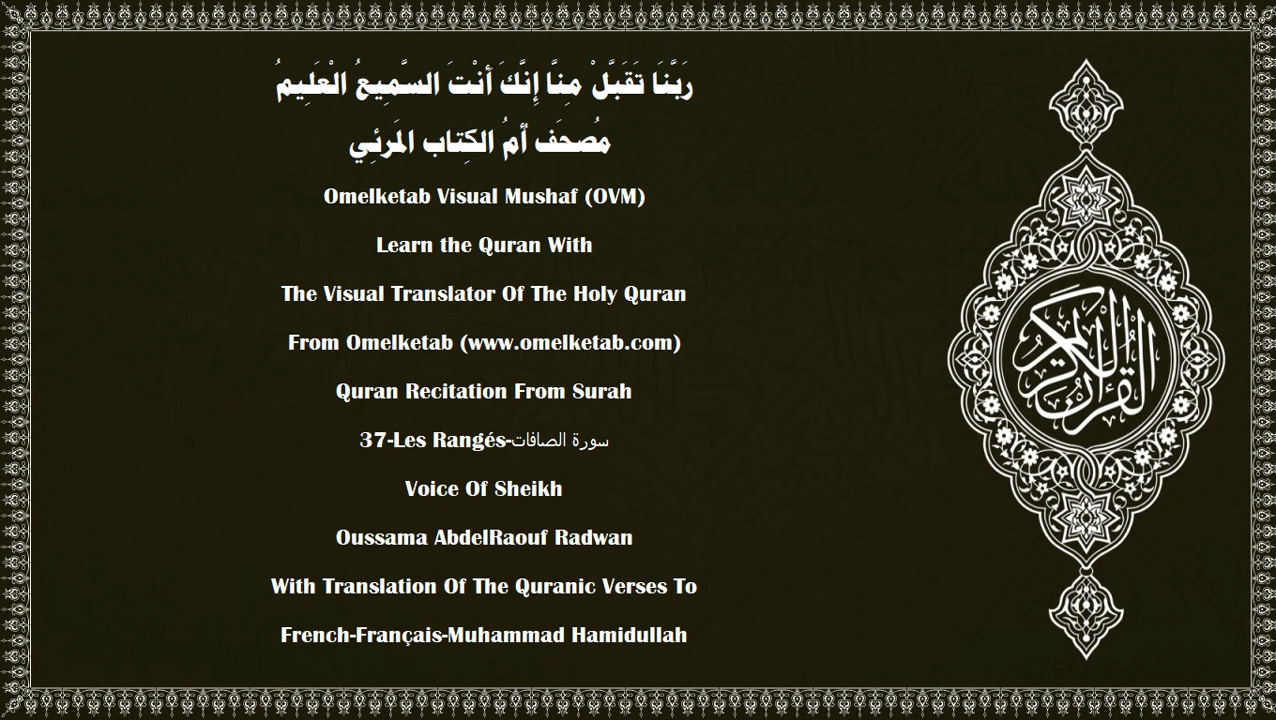 رَبَّنَا تَقَبَّلْ مِنَّا إِنَّكَ أَنْتَ السَّمِيعُ الْعَلِيمُ
مُصحَف أمُ الكِتاب المَرئِي
Omelketab Visual Mushaf (OVM)
Learn the Quran With
The Visual Translator Of The Holy Quran
From Omelketab (www.omelketab.com)
Quran Recitation From Surah
37-Les Rangés-سورة الصافات
Voice Of Sheikh
Oussama AbdelRaouf Radwan
With Translation Of The Quranic Verses To
French-Français-Muhammad Hamidullah
القرآن الكريم